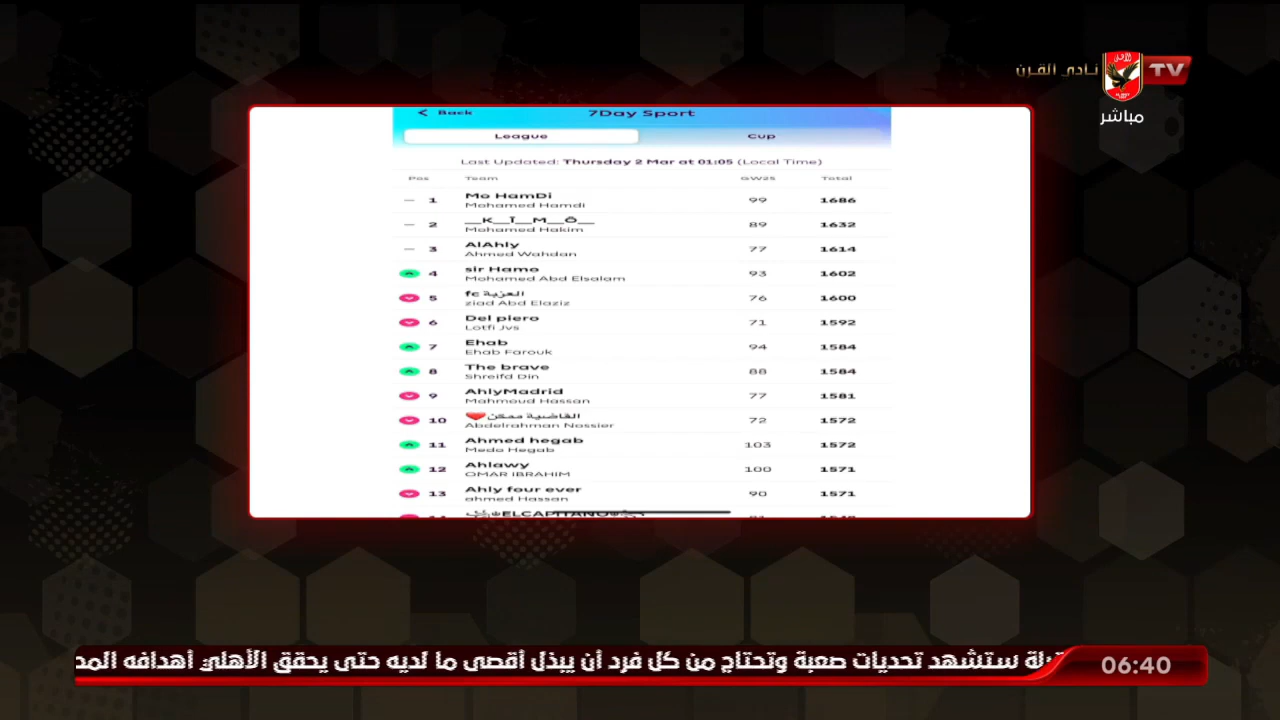 نادي القرن
TV
مباشر
Back
7Day Sport
League
Cup
Last Updated: Thursday 2 Mar at 01:05 (Local Time)
Pos Team GW25 Total
1 Mo HamDi 99 1686
Mohamed Hamdi
2 __K__Ī__M__Ō__ 89 1632
Mohamed Hakim
3 AlAhly 77 1614
Ahmed Wahdan
4 sir Hamo 93 1602
Mohamed Abd Elsalam
5 fc العزبة 76 1600
ziad Abd Elaziz
6 Del piero 71 1592
Lotfi Jvs
7 Ehab 94 1584
Ehab Farouk
8 The brave 88 1584
Shreifd Din
9 AhlyMadrid 77 1581
Mahmoud Hassan
10 ❤️القاضية ممكن 72 1572
Abdelrahman Nossier
11 Ahmed hegab 103 1572
Medo Hegab
12 Ahlawy 100 1571
OMAR IBRAHIM
13 Ahly four ever 90 1571
ahmed Hassan
ELCAPITANO
ستشهد تحديات صعبة وتحتاج من كل فرد أن يبذل أقصى ما لديه حتى يحقق الأهلي أهدافه
06:40